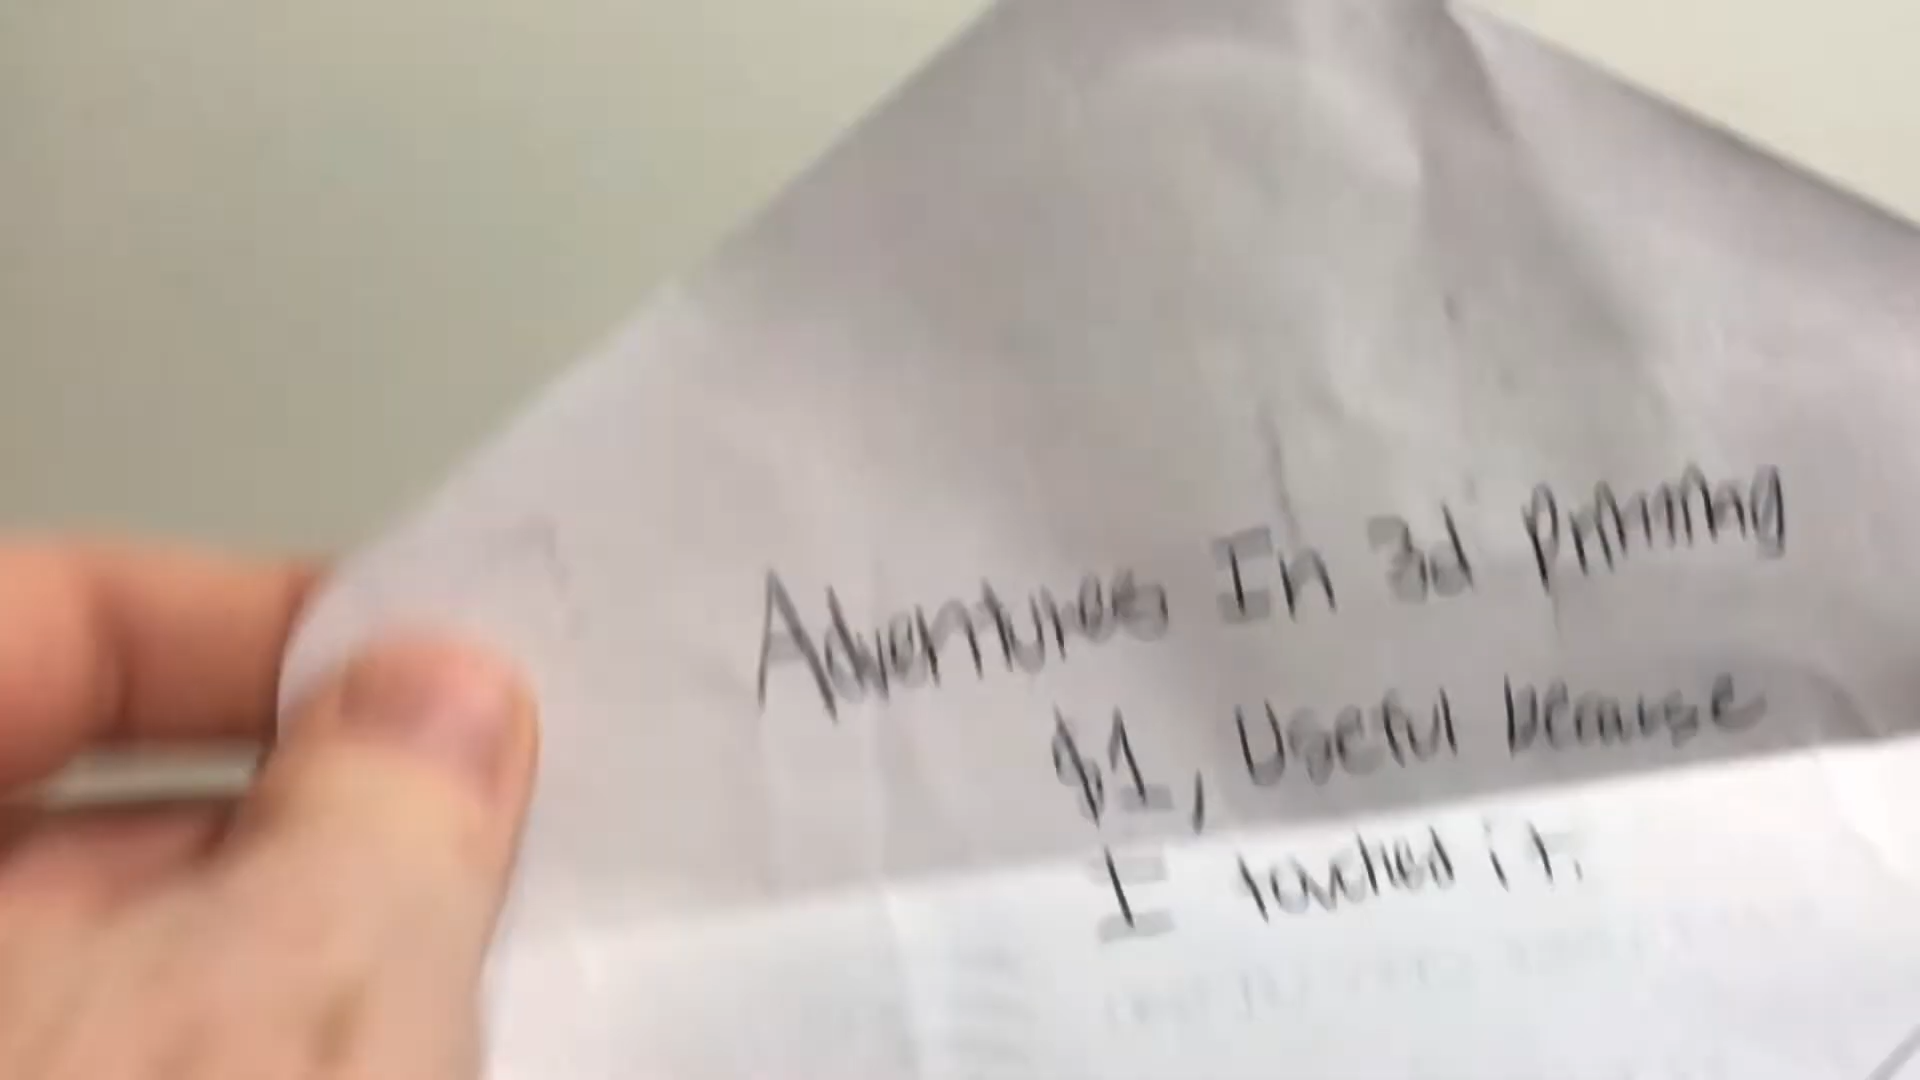 Adventures In 3d Printing
$1, Useful because
I touched it.